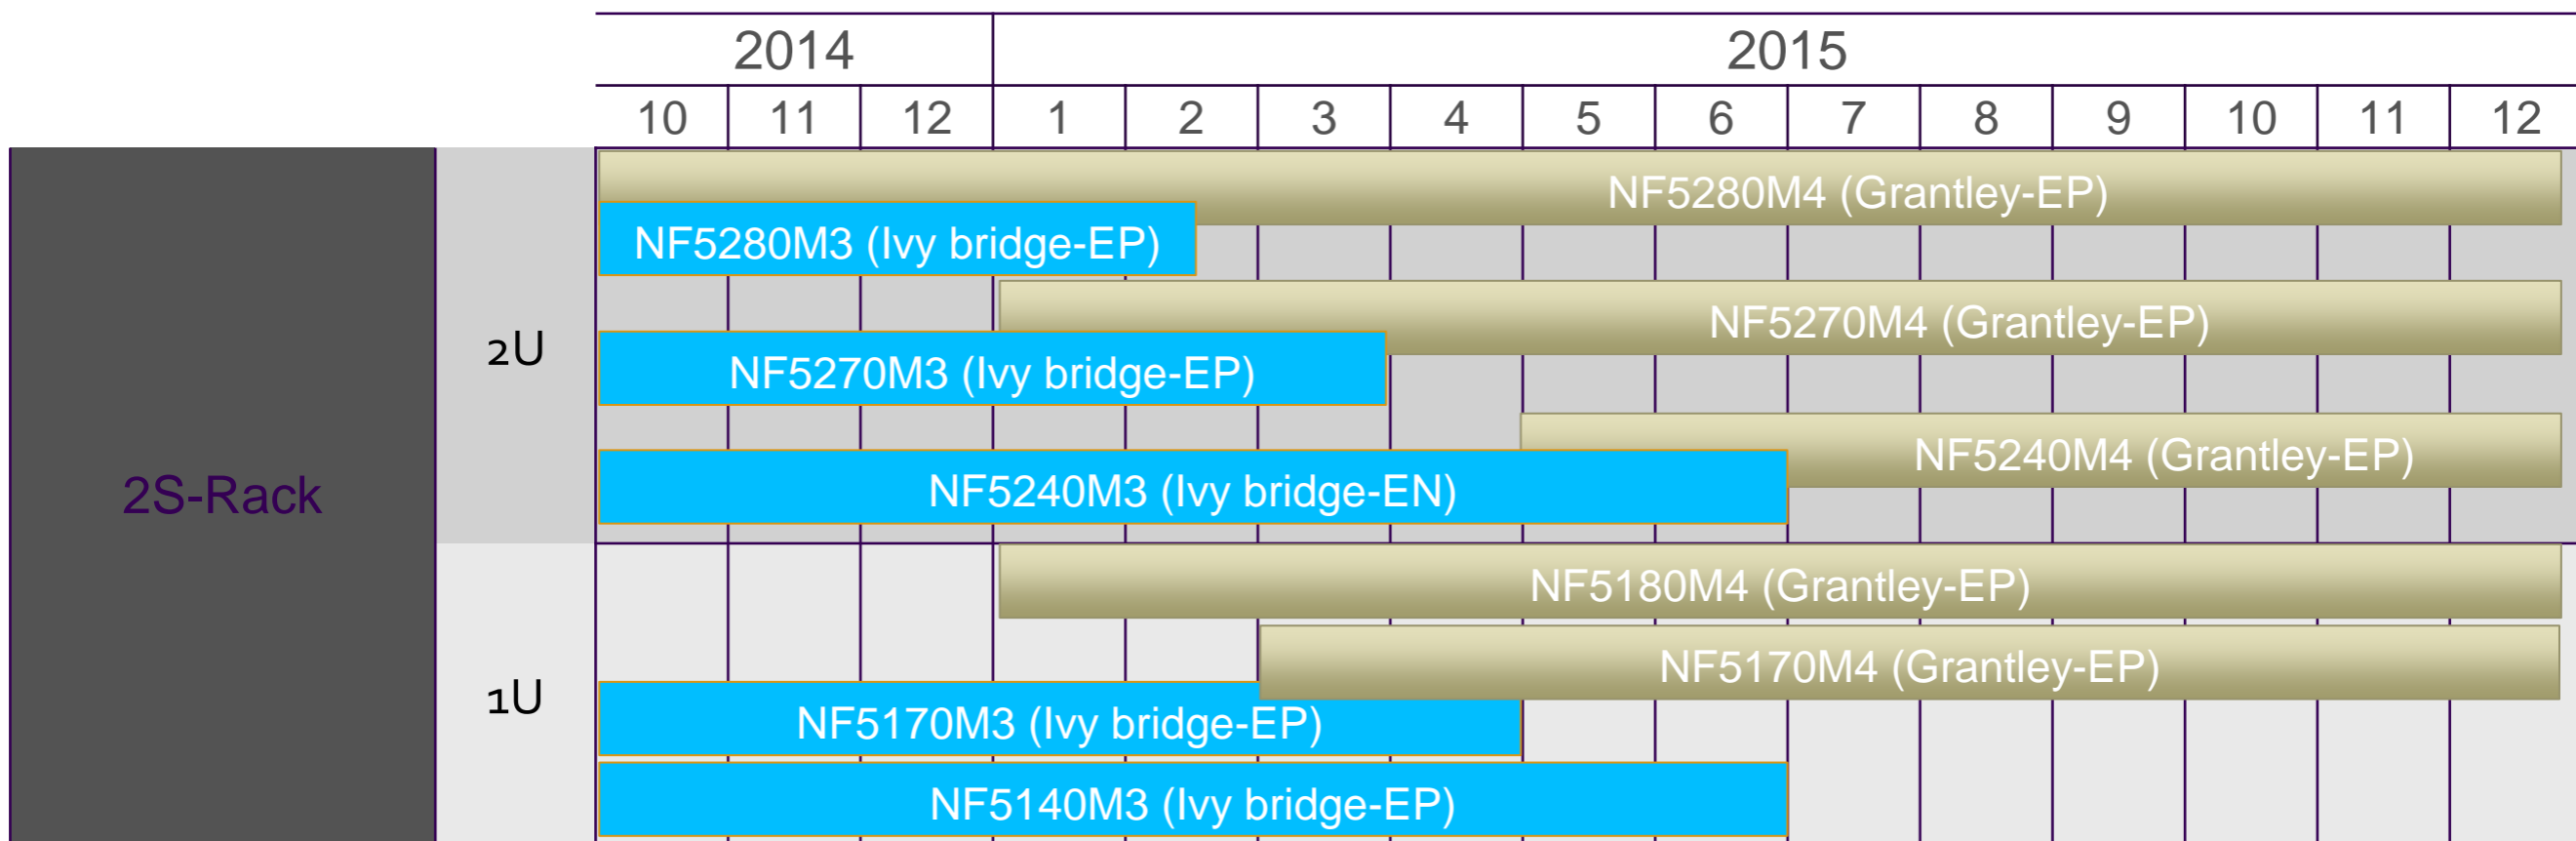 2014 2015
10 11 12 1 2 3 4 5 6 7 8 9 10 11 12
NF5280M4 (Grantley-EP)
NF5280M3 (Ivy bridge-EP)
2U
NF5270M4 (Grantley-EP)
NF5270M3 (Ivy bridge-EP)
NF5240M4 (Grantley-EP)
NF5240M3 (Ivy bridge-EN)
2S-Rack
NF5180M4 (Grantley-EP)
NF5170M4 (Grantley-EP)
1U
NF5170M3 (Ivy bridge-EP)
NF5140M3 (Ivy bridge-EP)